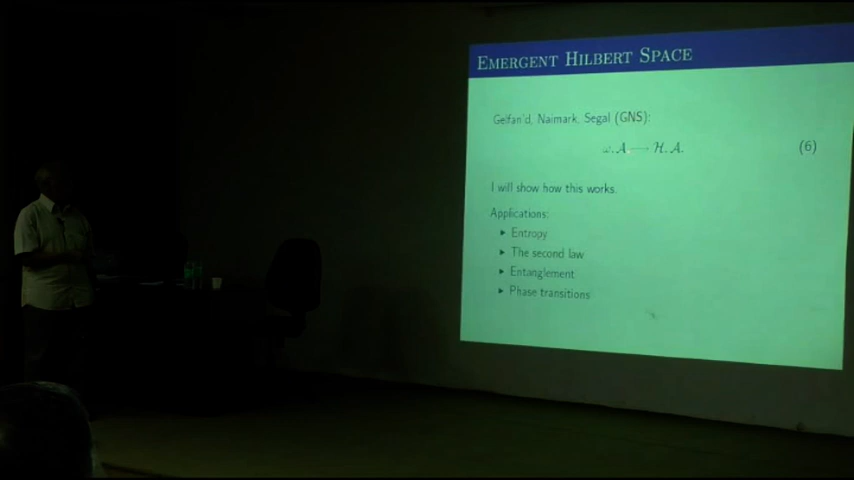 EMERGENT HILBERT SPACE
Gelfan'd, Naimark, Segal (GNS):
ω, A ⟶ H, A. (6)
I will show how this works.
Applications:
▶ Entropy
▶ The second law
▶ Entanglement
▶ Phase transitions